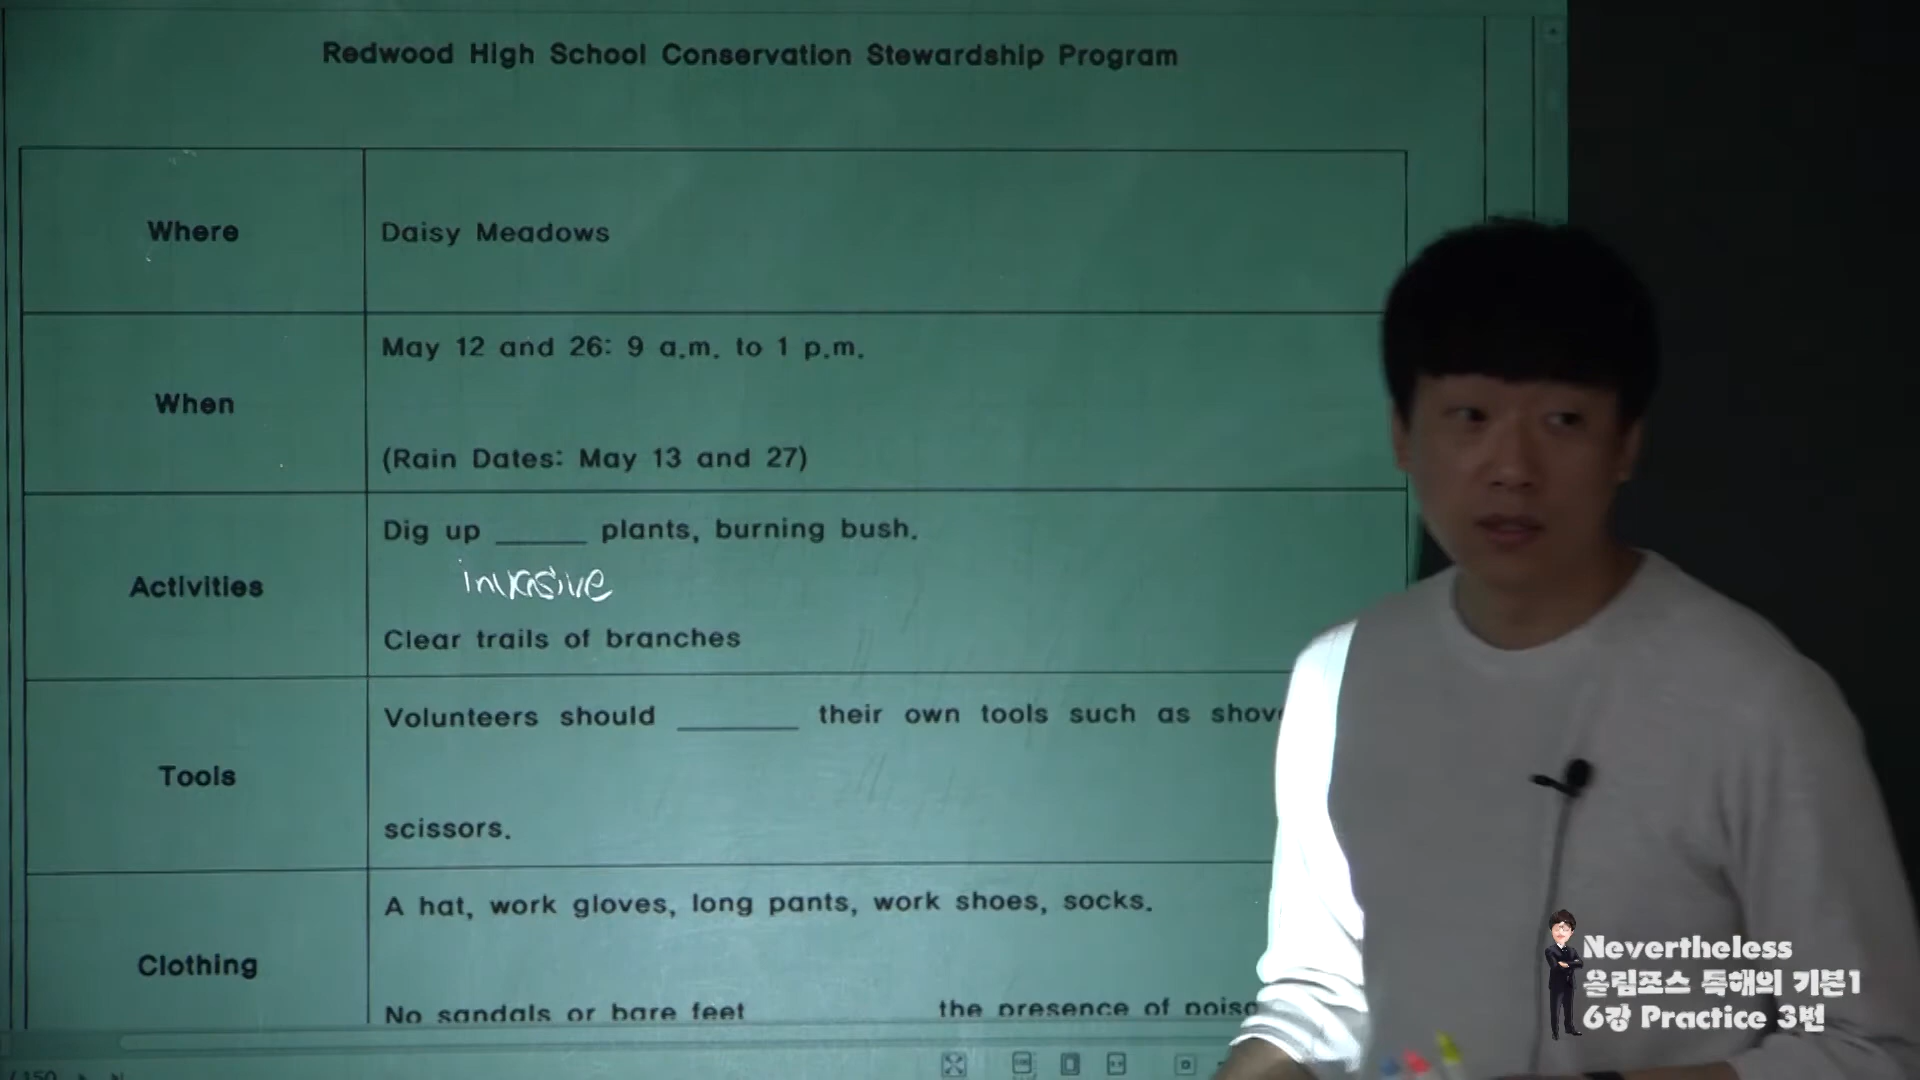 Redwood High School Conservation Stewardship Program
Where
Daisy Meadows
When
May 12 and 26: 9 a.m. to 1 p.m.
(Rain Dates: May 13 and 27)
Activities
Dig up ______ plants, burning bush.
invasive
Clear trails of branches
Tools
Volunteers should ________ their own tools such as
scissors.
Clothing
A hat, work gloves, long pants, work shoes, socks.
No sandals or bare feet the presence of
/ 150
Nevertheless
올림포스 독해의 기본1
6강 Practice 3번